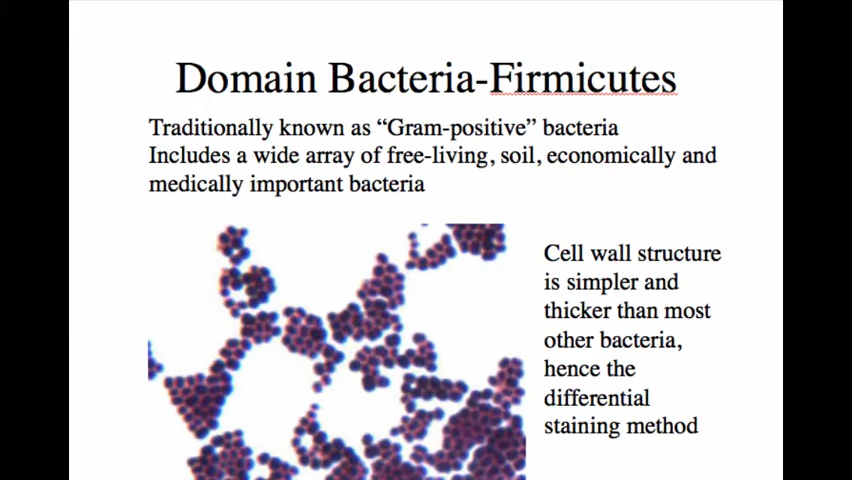 Domain Bacteria-Firmicutes
Traditionally known as “Gram-positive” bacteria
Includes a wide array of free-living, soil, economically and
medically important bacteria
Cell wall structure
is simpler and
thicker than most
other bacteria,
hence the
differential
staining method